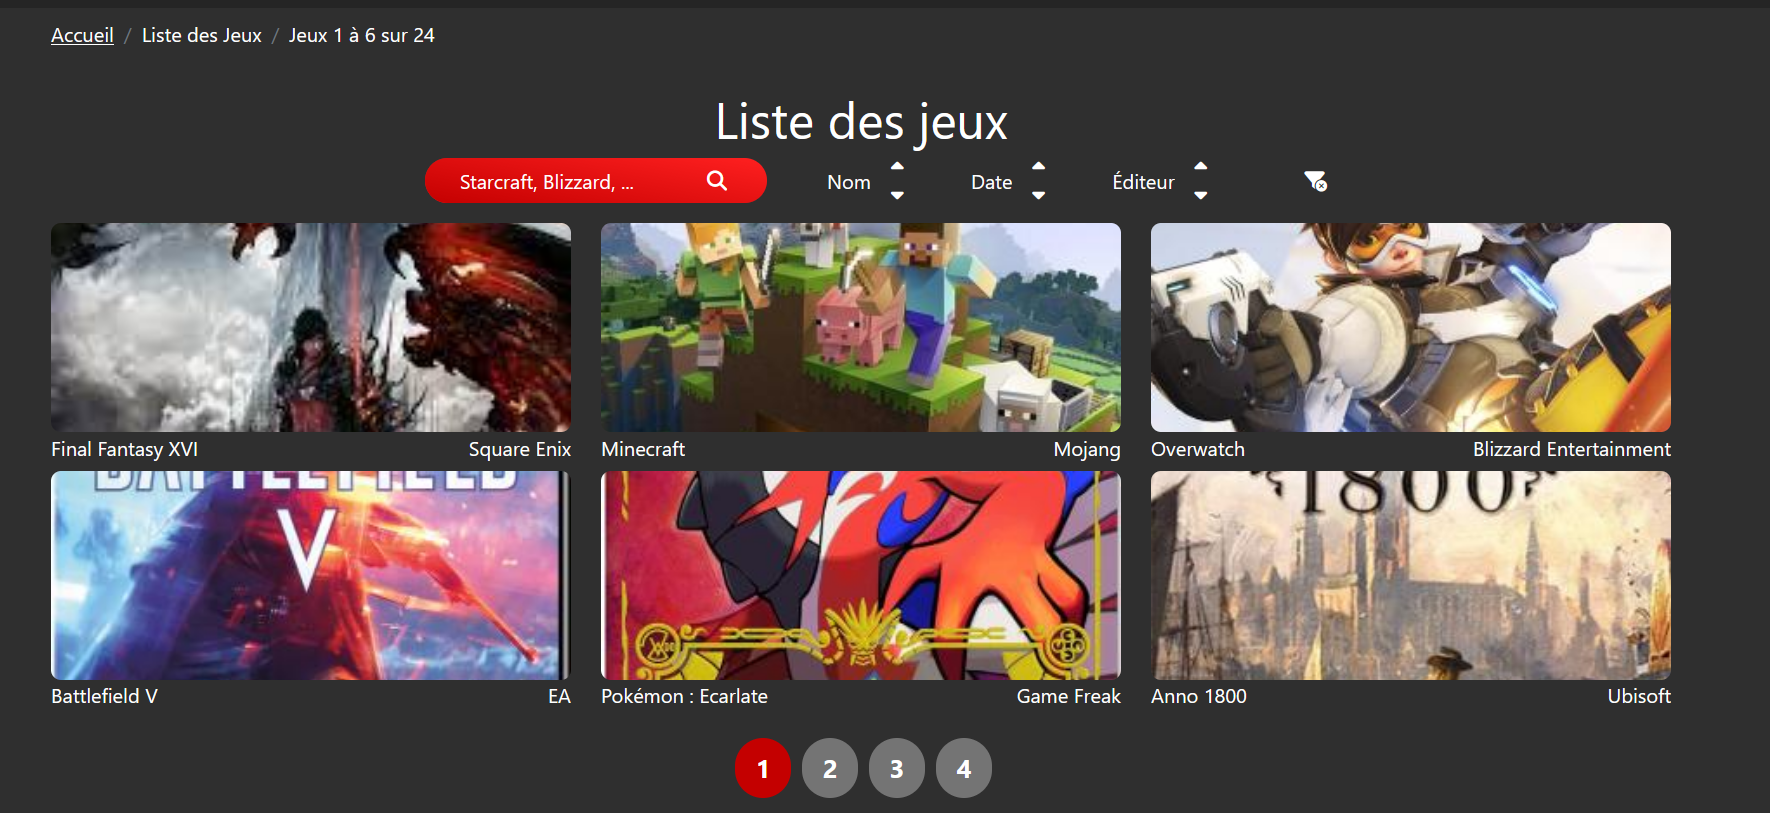 Accueil / Liste des Jeux / Jeux 1 à 6 sur 24
Liste des jeux
Starcraft, Blizzard, ... Nom Date Éditeur
Final Fantasy XVI Square Enix Minecraft Mojang Overwatch Blizzard Entertainment
BATTLEFIELD
V
1800
Battlefield V EA Pokémon : Ecarlate Game Freak Anno 1800 Ubisoft
1 2 3 4